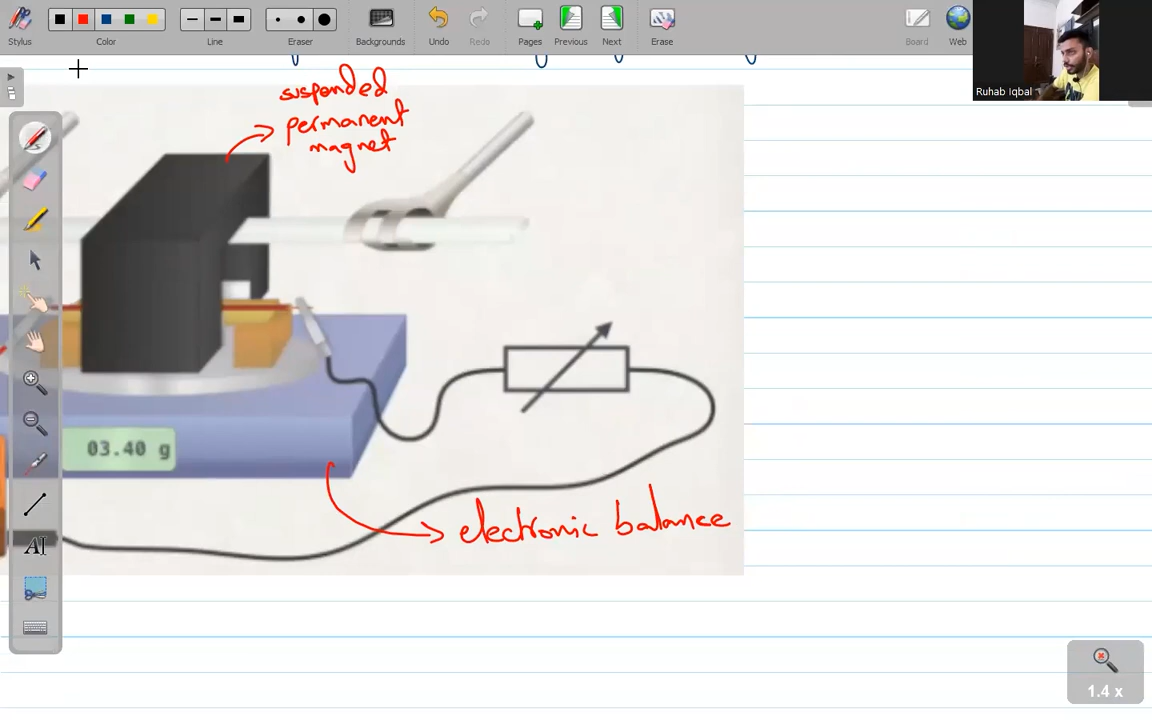 Stylus
Color
Line
Eraser
Backgrounds
Undo
Redo
Pages
Previous
Next
Erase
Board
Web
Ruhab Iqbal
suspended
permanent
magnet
03.40 g
electronic balance
AI
1.4 x